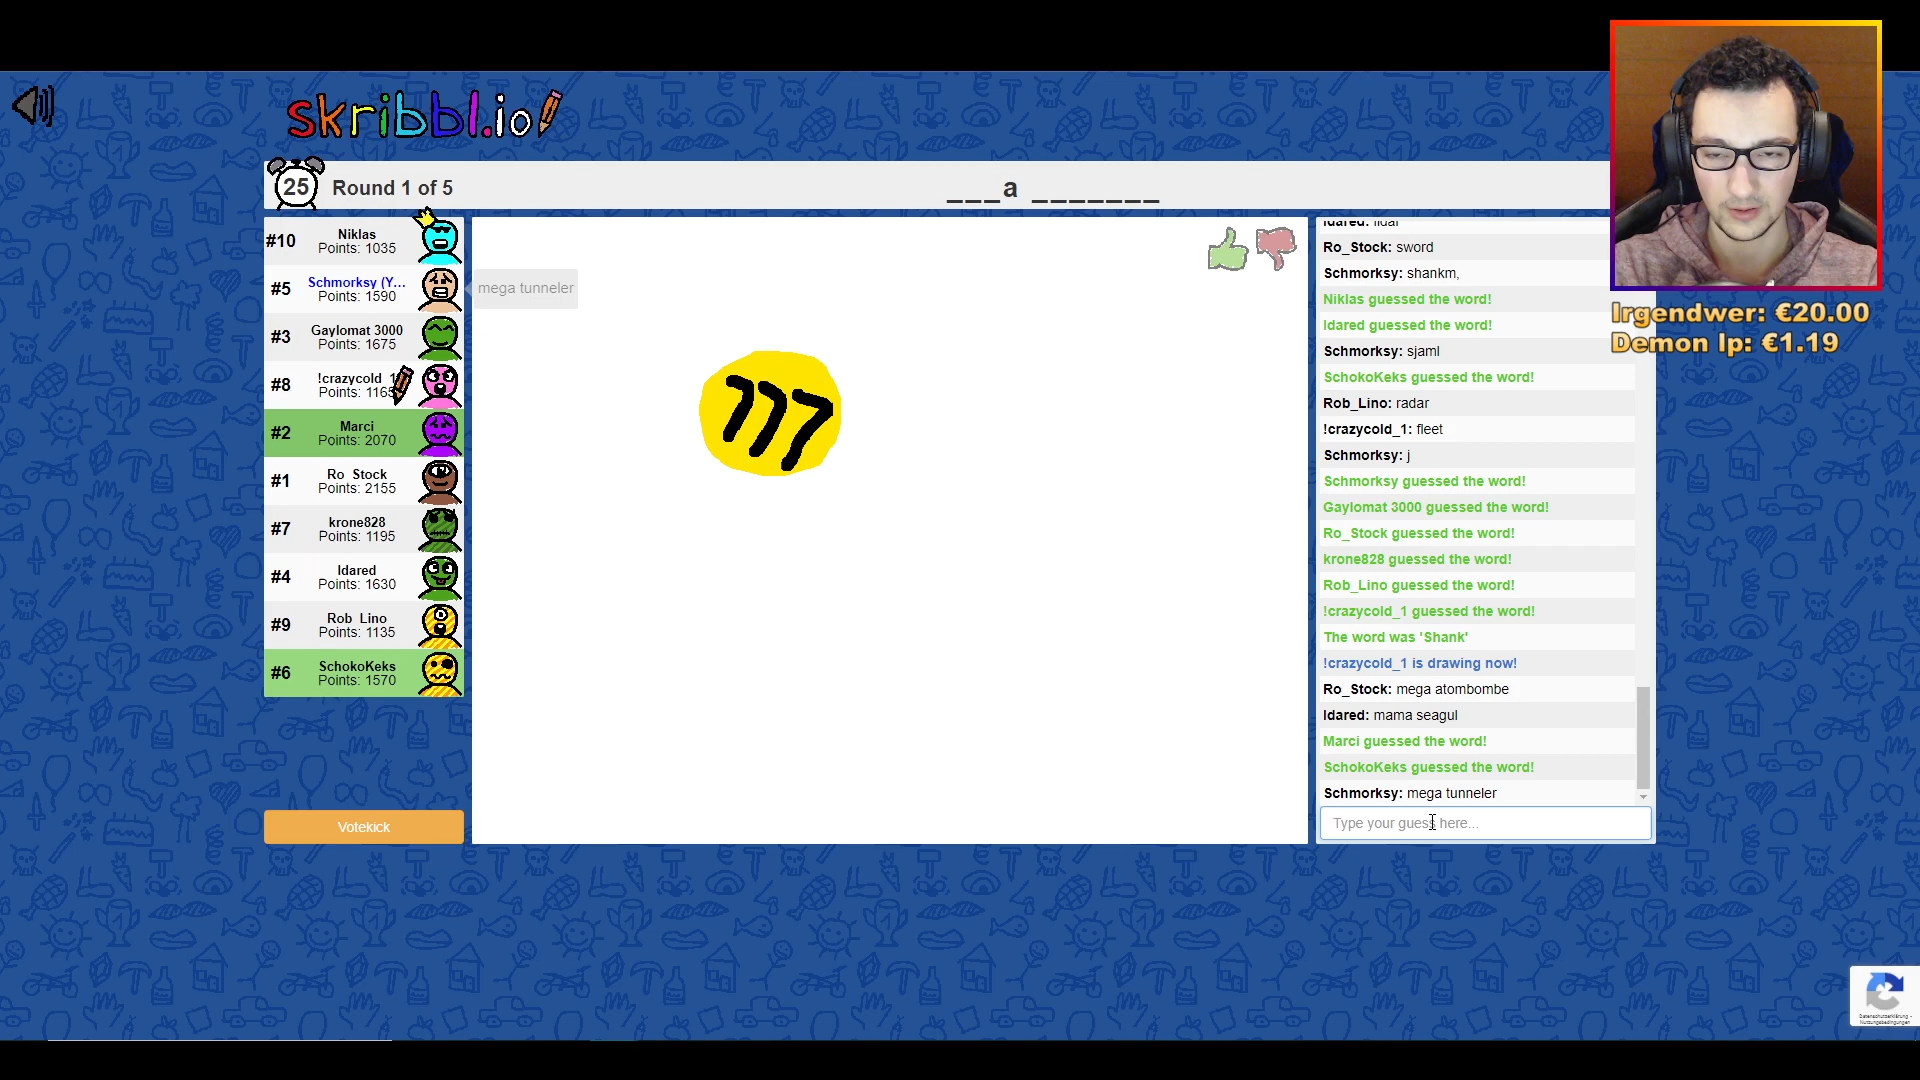 skribbl.io
25
Round 1 of 5
___a _______
#10
Niklas
Points: 1035
#5
Schmorksy (Y...
Points: 1590
mega tunneler
#3
Gaylomat 3000
Points: 1675
#8
!crazycold_1
Points: 1165
#2
Marci
Points: 2070
#1
Ro_Stock
Points: 2155
#7
krone828
Points: 1195
#4
Idared
Points: 1630
#9
Rob_Lino
Points: 1135
#6
SchokoKeks
Points: 1570
Votekick
777
Ro_Stock: sword
Schmorksy: shankm,
Niklas guessed the word!
Idared guessed the word!
Schmorksy: sjaml
SchokoKeks guessed the word!
Rob_Lino: radar
!crazycold_1: fleet
Schmorksy: j
Schmorksy guessed the word!
Gaylomat 3000 guessed the word!
Ro_Stock guessed the word!
krone828 guessed the word!
Rob_Lino guessed the word!
!crazycold_1 guessed the word!
The word was 'Shank'
!crazycold_1 is drawing now!
Ro_Stock: mega atombombe
Idared: mama seagul
Marci guessed the word!
SchokoKeks guessed the word!
Schmorksy: mega tunneler
Type your guess here...
Irgendwer: €20.00
Demon lp: €1.19
Datenschutzerklärung -
Nutzungsbedingungen